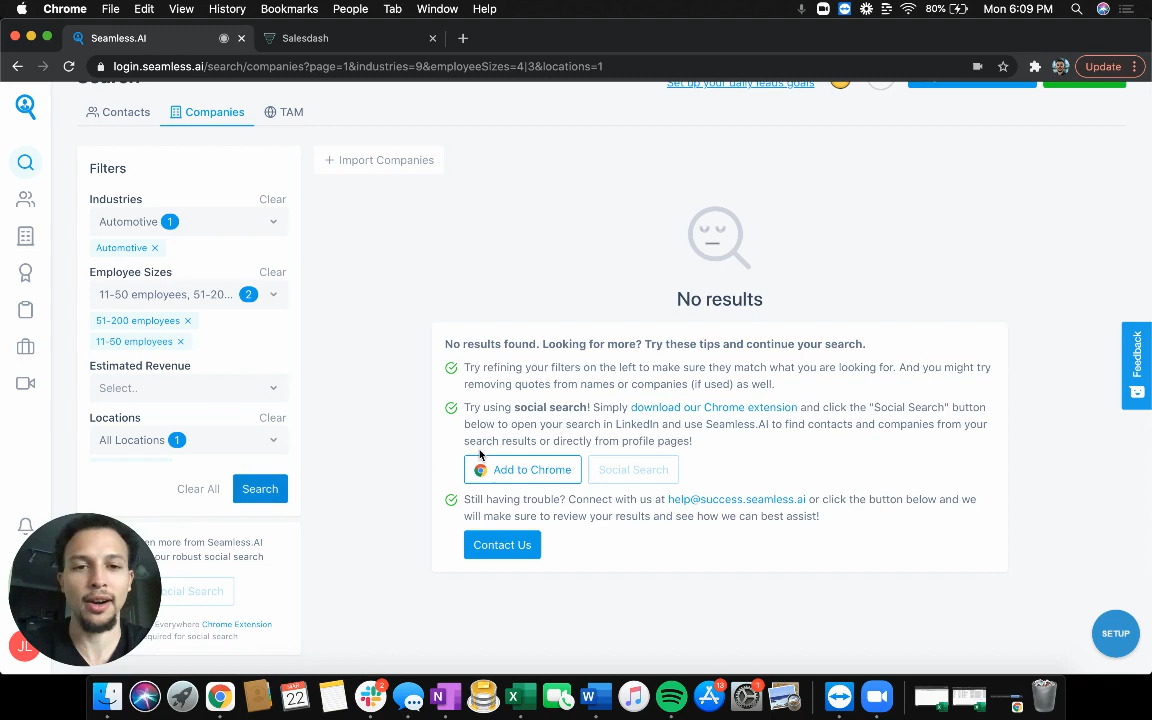 Chrome File Edit View History Bookmarks People Tab Window Help 80% Mon 6:09 PM
Seamless.AI Salesdash
login.seamless.ai/search/companies?page=1&industries=9&employeeSizes=4|3&locations=1 Update
Search
Set up your daily leads goals
Contacts Companies TAM
Filters
+ Import Companies
Industries Clear
Automotive 1
Automotive ×
Employee Sizes Clear
11-50 employees, 51-20... 2
51-200 employees ×
11-50 employees ×
Estimated Revenue
Select..
Locations Clear
All Locations 1
Clear All Search
en more from Seamless.AI
our robust social search
ocial Search
Everywhere Chrome Extension
quired for social search
No results
No results found. Looking for more? Try these tips and continue your search.
Try refining your filters on the left to make sure they match what you are looking for. And you might try
removing quotes from names or companies (if used) as well.
Try using social search! Simply download our Chrome extension and click the "Social Search" button
below to open your search in LinkedIn and use Seamless.AI to find contacts and companies from your
search results or directly from profile pages!
Add to Chrome Social Search
Still having trouble? Connect with us at help@success.seamless.ai or click the button below and we
will make sure to review your results and see how we can best assist!
Contact Us
Feedback
SETUP
JL
MAR
22
2
13
1